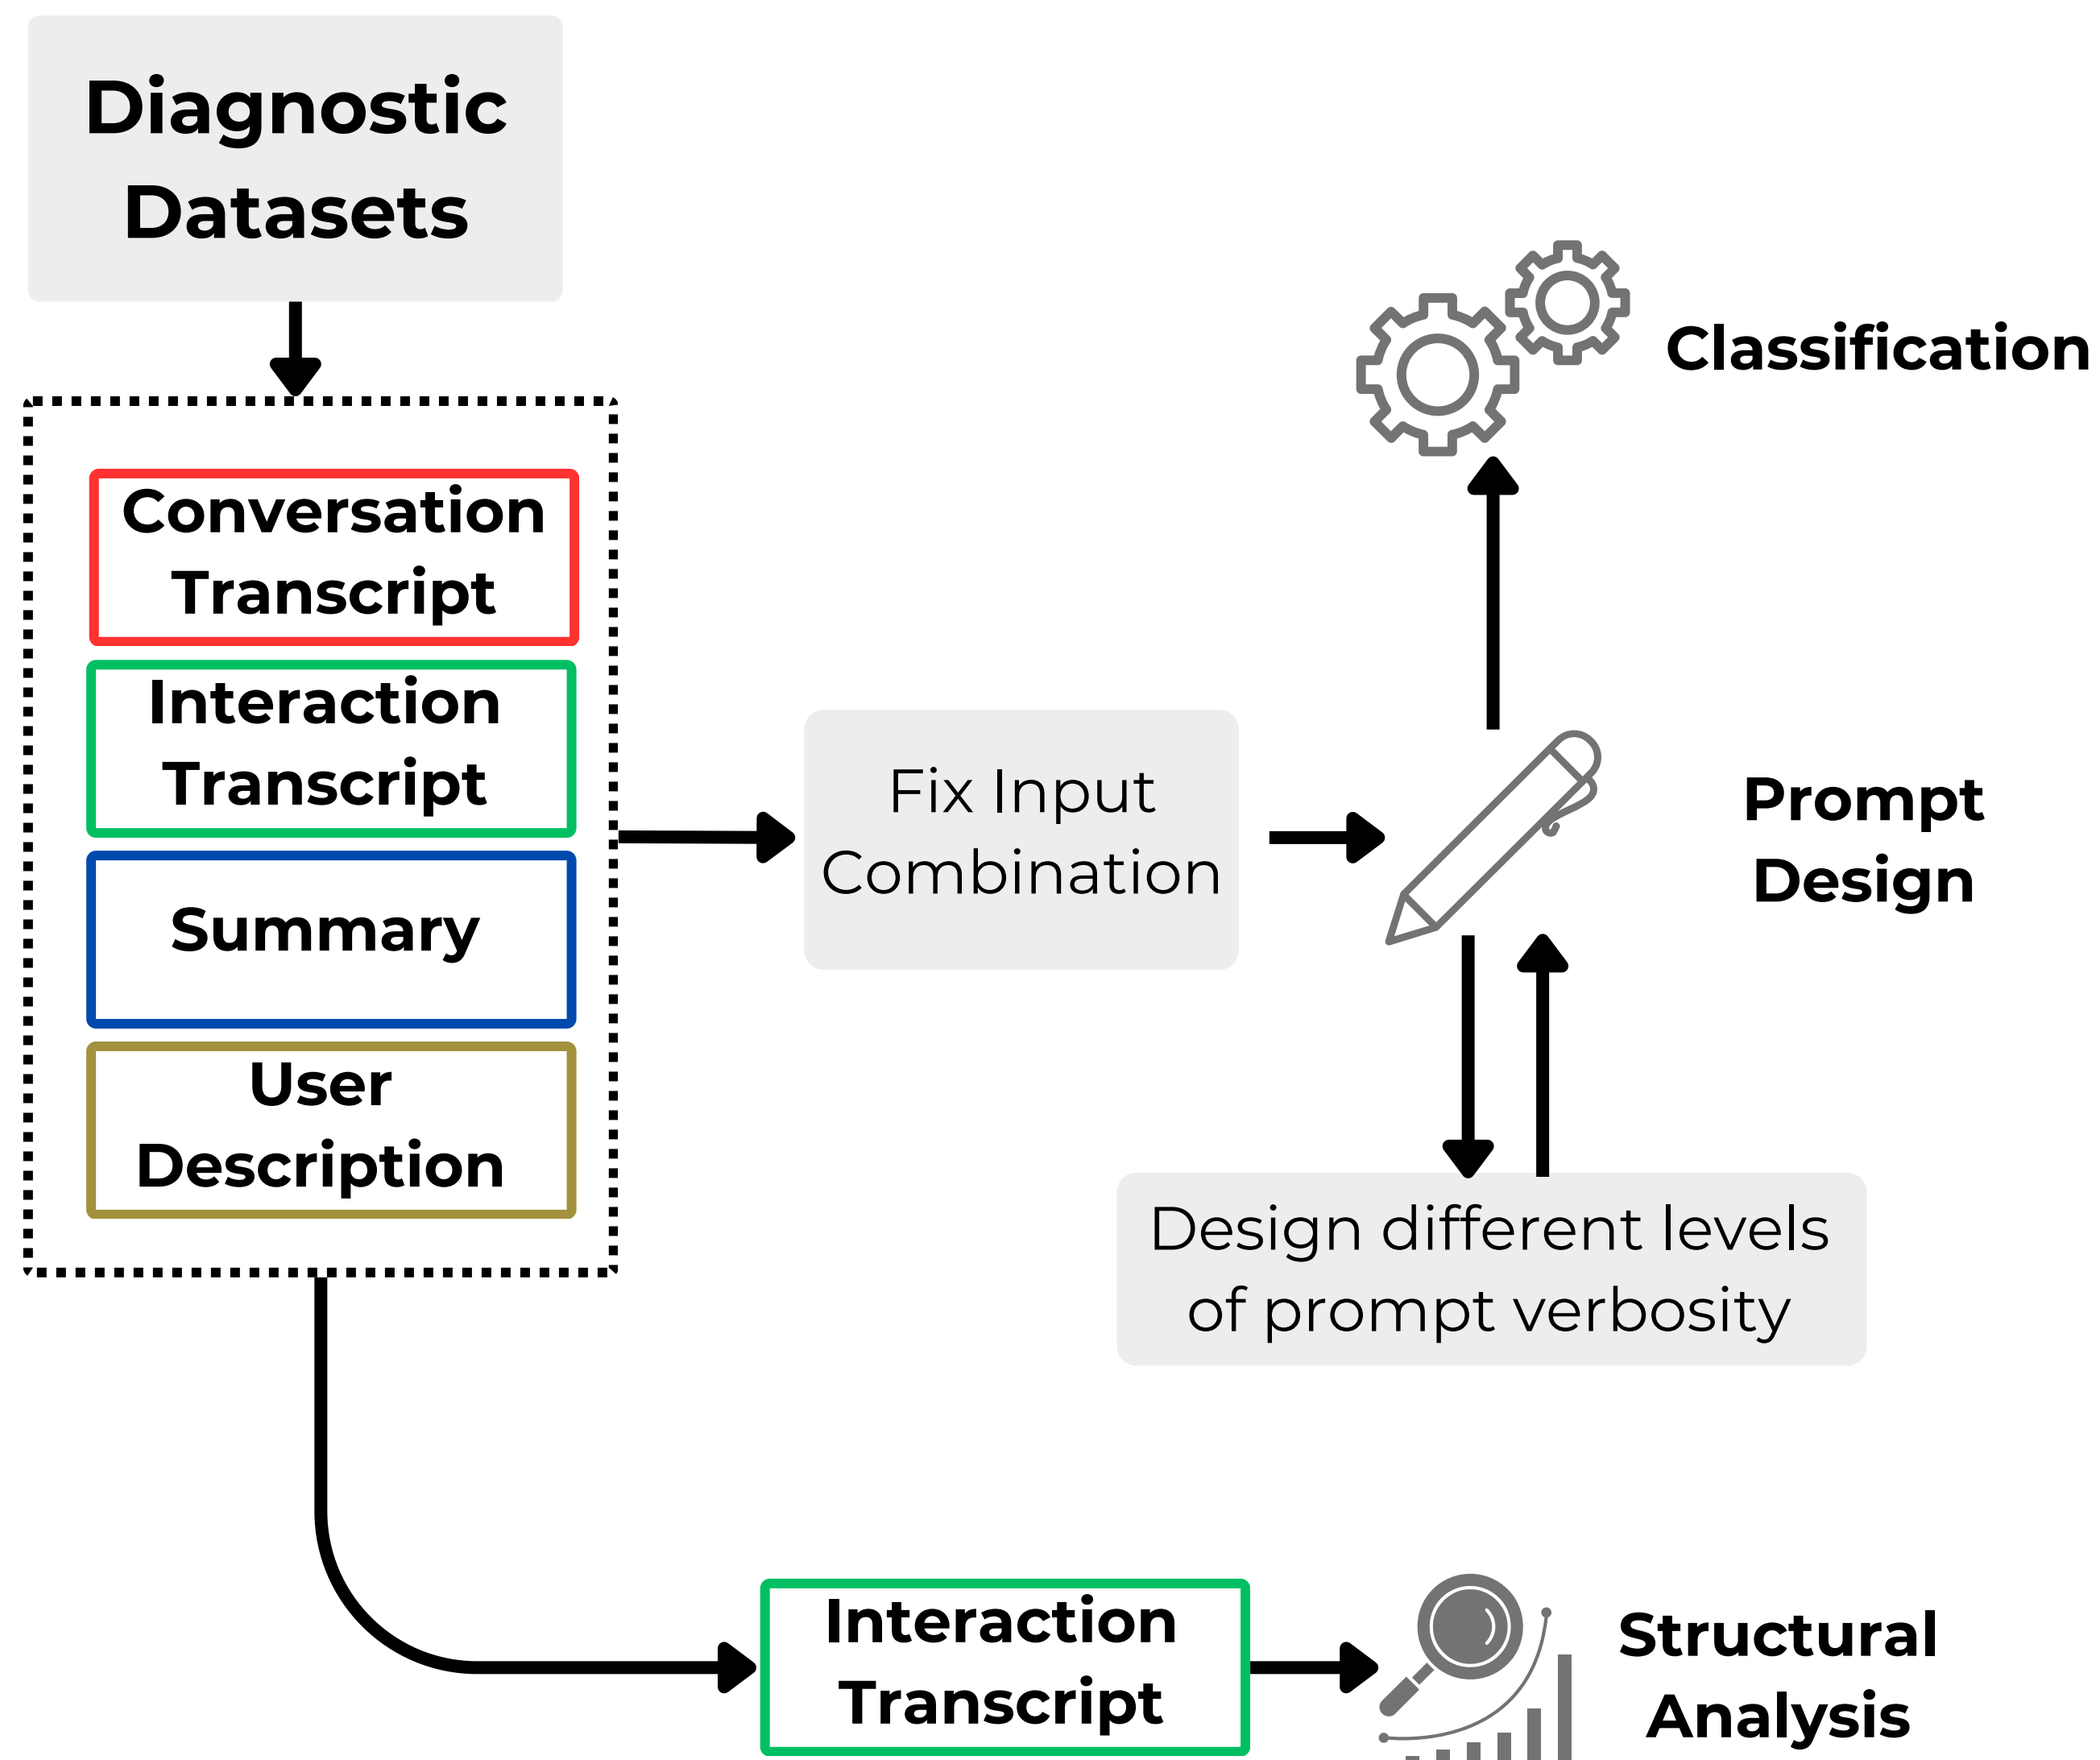 Diagnostic
Datasets
Conversation
Transcript
Interaction
Transcript
Summary
User
Description
Fix Input
Combination
Classification
Prompt
Design
Design different levels
of prompt verbosity
Interaction
Transcript
Structural
Analysis